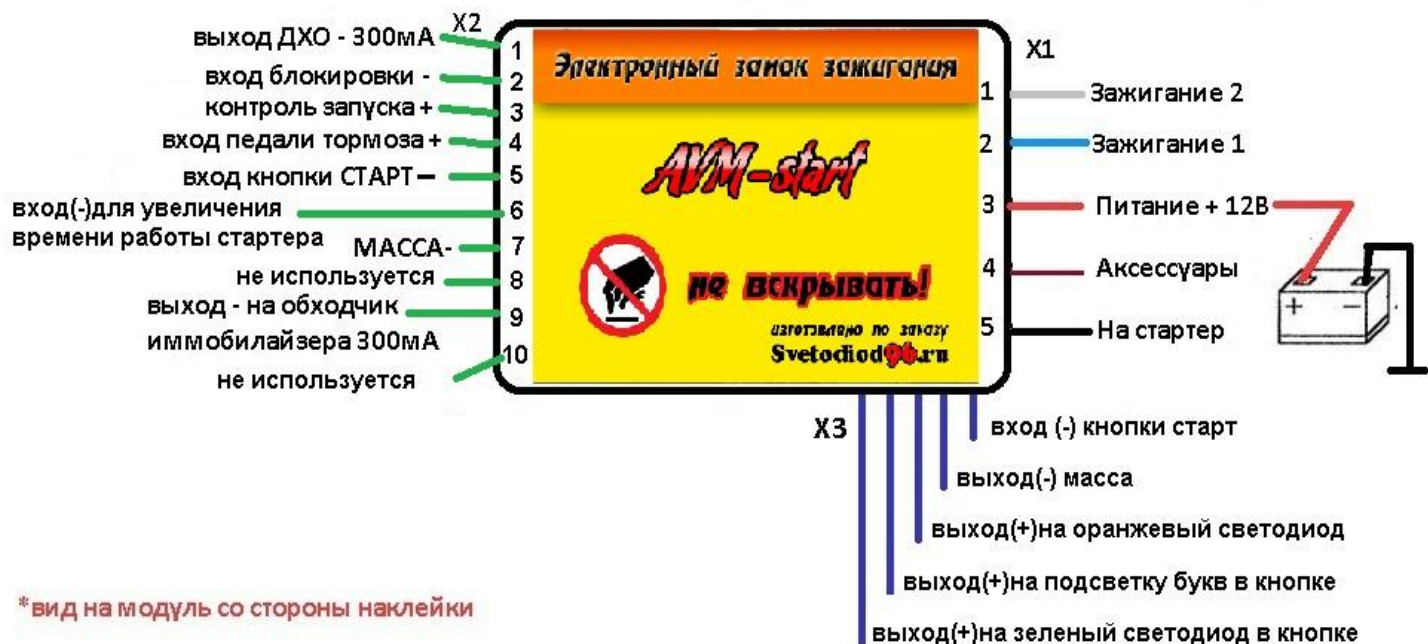 X2
выход ДХО - 300мА
1
вход блокировки -
2
контроль запуска +
3
вход педали тормоза +
4
вход кнопки СТАРТ –
5
вход(-)для увеличения
времени работы стартера
6
МАССА-
7
не используется
8
выход - на обходчик
иммобилайзера 300мА
9
не используется
10
Электронный замок зажигания
AVM-start
не вскрывать!
изготовлено по заказу
Svetodiod96.ru
X1
1
Зажигание 2
2
Зажигание 1
3
Питание + 12В
4
Аксессуары
5
На стартер
+ −
X3
вход (-) кнопки старт
выход(-) масса
выход(+)на оранжевый светодиод
выход(+)на подсветку букв в кнопке
выход(+)на зеленый светодиод в кнопке
*вид на модуль со стороны наклейки